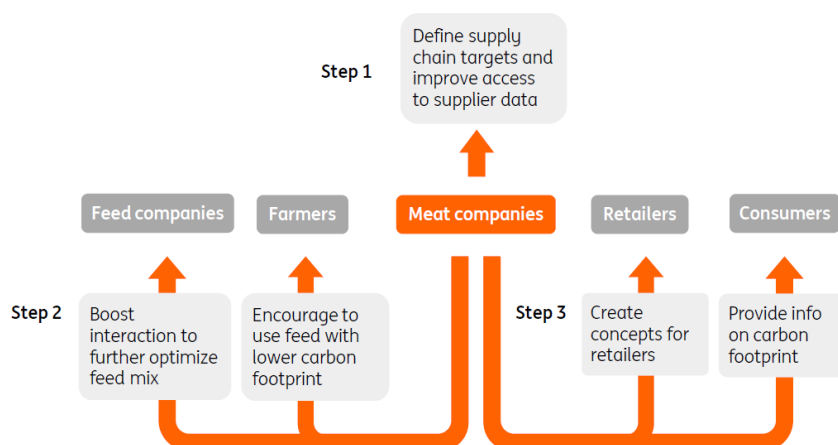 Step 1
Define supply
chain targets and
improve access
to supplier data
Feed companies
Farmers
Meat companies
Retailers
Consumers
Step 2
Boost
interaction to
further optimize
feed mix
Encourage to
use feed with
lower carbon
footprint
Step 3
Create
concepts for
retailers
Provide info
on carbon
footprint